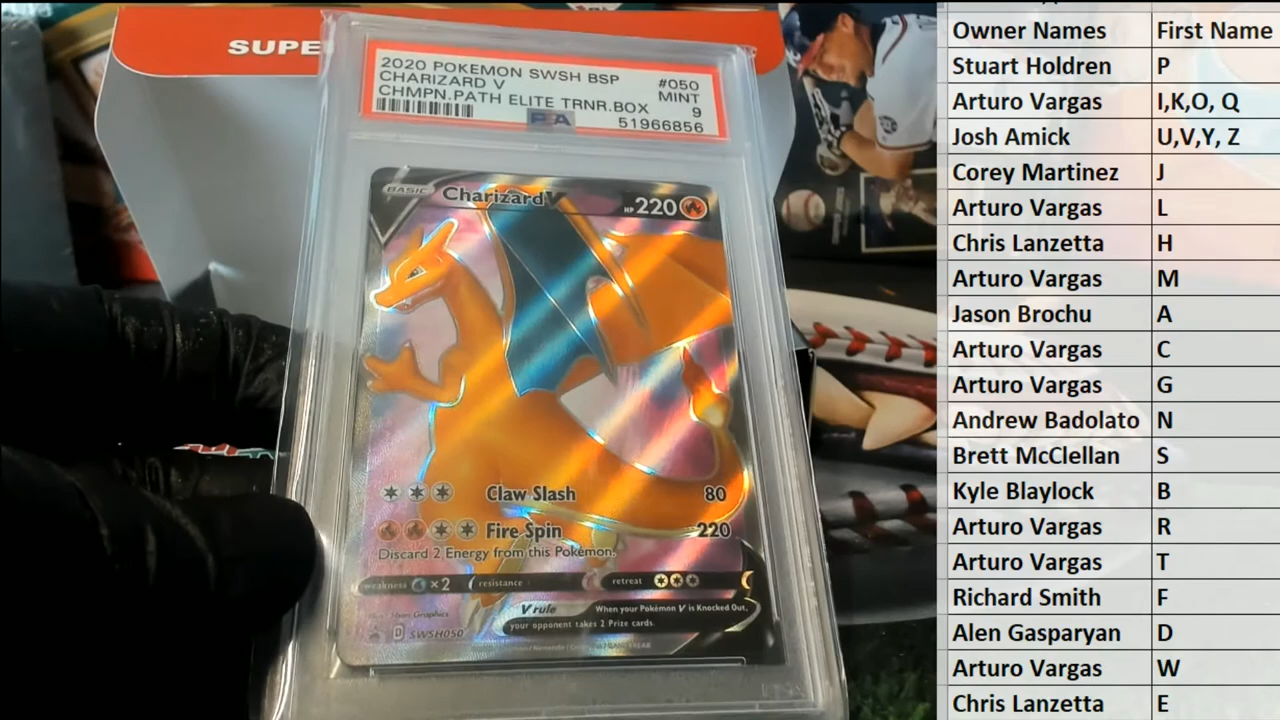 SUPE
2020 POKEMON SWSH BSP #050
CHARIZARD V MINT
CHMPN.PATH ELITE TRNR.BOX 9
PSA 51966856
BASIC Charizard V HP 220
Claw Slash 80
Fire Spin 220
Discard 2 Energy from this Pokémon.
weakness ×2 resistance retreat
V rule When your Pokémon V is Knocked Out,
your opponent takes 2 Prize cards.
D SWSH050
Owner Names First Name
Stuart Holdren P
Arturo Vargas I,K,O, Q
Josh Amick U,V,Y, Z
Corey Martinez J
Arturo Vargas L
Chris Lanzetta H
Arturo Vargas M
Jason Brochu A
Arturo Vargas C
Arturo Vargas G
Andrew Badolato N
Brett McClellan S
Kyle Blaylock B
Arturo Vargas R
Arturo Vargas T
Richard Smith F
Alen Gasparyan D
Arturo Vargas W
Chris Lanzetta E